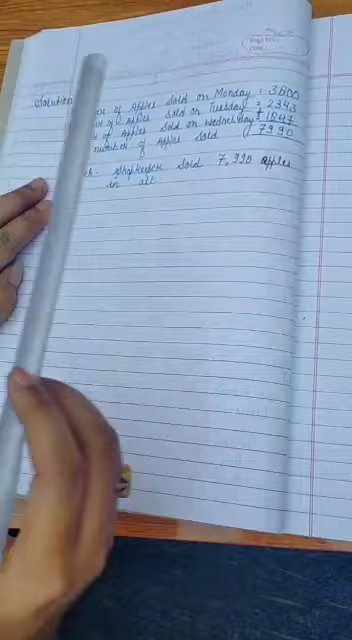 Solution
of Apples Sold on Monday = 3800
of Apples Sold on Tuesday = 2343
of Apples Sold on Wednesday + 1847
number of Apples Sold 7990
Shopkeeper Sold 7,990 apples
in all